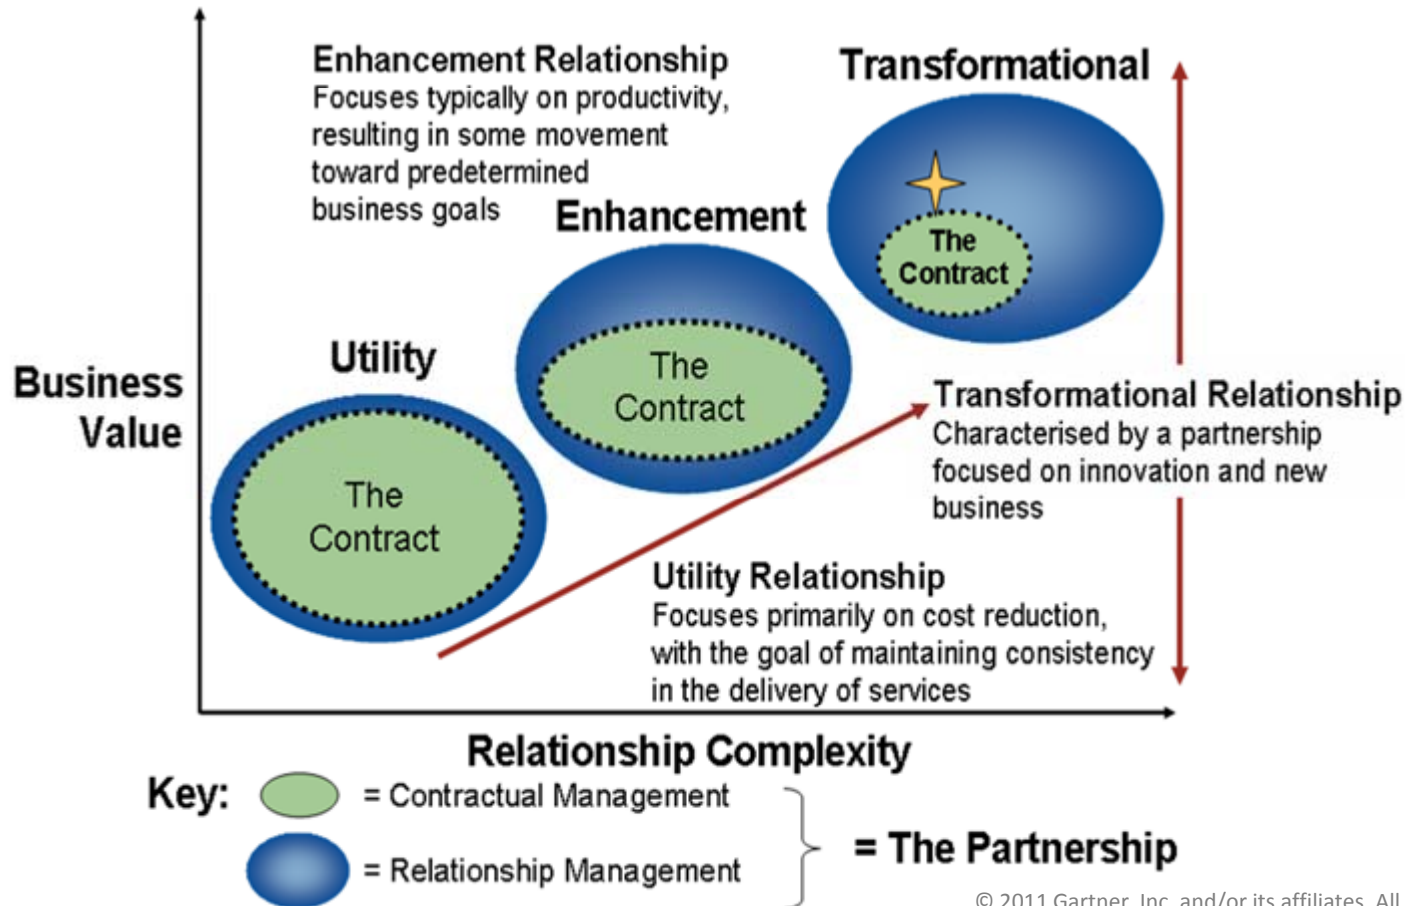 Enhancement Relationship
Focuses typically on productivity,
resulting in some movement
toward predetermined
business goals
Transformational
The
Contract
Enhancement
The
Contract
Utility
The
Contract
Business
Value
Transformational Relationship
Characterised by a partnership
focused on innovation and new
business
Utility Relationship
Focuses primarily on cost reduction,
with the goal of maintaining consistency
in the delivery of services
Relationship Complexity
Key:
= Contractual Management
= Relationship Management
= The Partnership
© 2011 Gartner, Inc. and/or its affiliates. All